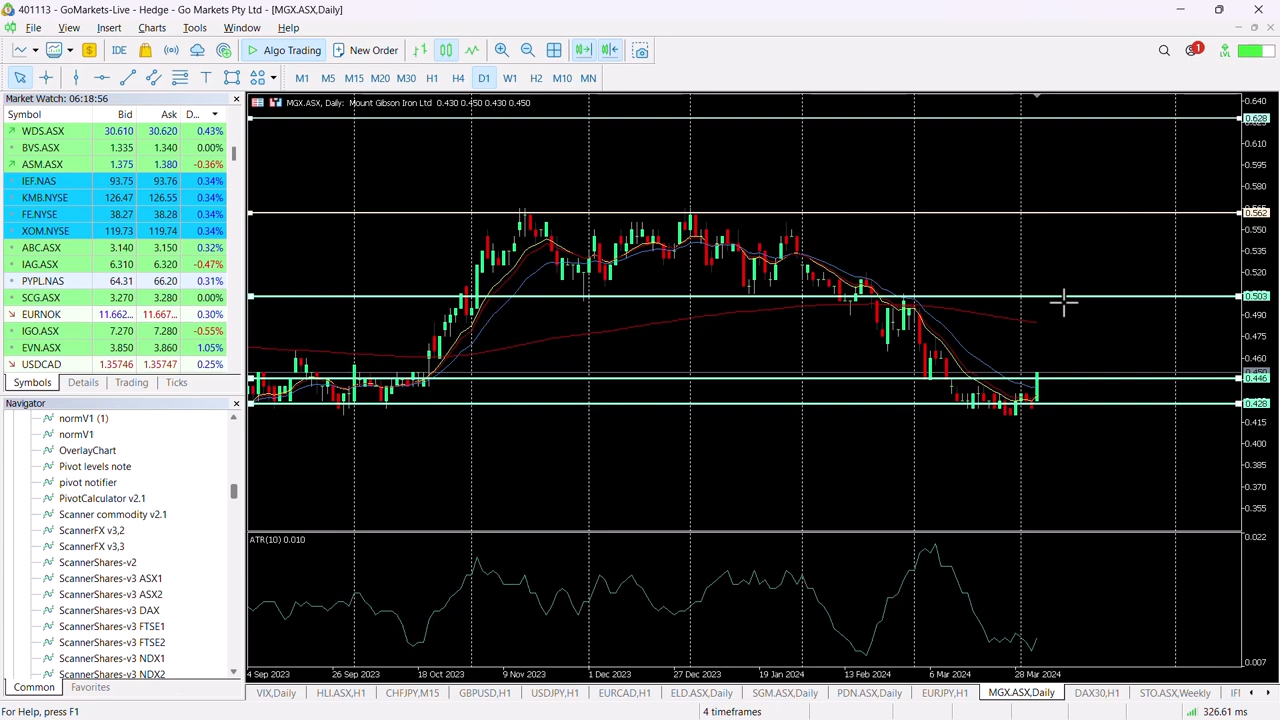 401113 - GoMarkets-Live - Hedge - Go Markets Pty Ltd - [MGX.ASX,Daily]
File View Insert Charts Tools Window Help
IDE Algo Trading New Order 1 LVL
M1 M5 M15 M20 M30 H1 H4 D1 W1 H2 M10 MN
Market Watch: 06:18:56
Symbol Bid Ask D...
WDS.ASX 30.610 30.620 0.43%
BVS.ASX 1.335 1.340 0.00%
ASM.ASX 1.375 1.380 -0.36%
IEF.NAS 93.75 93.76 0.34%
KMB.NYSE 126.47 126.55 0.34%
FE.NYSE 38.27 38.28 0.34%
XOM.NYSE 119.73 119.74 0.34%
ABC.ASX 3.140 3.150 0.32%
IAG.ASX 6.310 6.320 -0.47%
PYPL.NAS 64.31 66.20 0.31%
SCG.ASX 3.270 3.280 0.00%
EURNOK 11.662... 11.667... 0.30%
IGO.ASX 7.270 7.280 -0.55%
EVN.ASX 3.850 3.860 1.05%
USDCAD 1.35746 1.35747 0.25%
Symbols Details Trading Ticks
Navigator
normV1 (1)
normV1
OverlayChart
Pivot levels note
pivot notifier
PivotCalculator v2.1
Scanner commodity v2.1
ScannerFX v3,2
ScannerFX v3,3
ScannerShares-v2
ScannerShares-v3 ASX1
ScannerShares-v3 ASX2
ScannerShares-v3 DAX
ScannerShares-v3 FTSE1
ScannerShares-v3 FTSE2
ScannerShares-v3 NDX1
ScannerShares-v3 NDX2
Common Favorites
MGX.ASX, Daily: Mount Gibson Iron Ltd 0.430 0.450 0.430 0.450
0.640
0.628
0.610
0.595
0.580
0.562
0.550
0.535
0.520
0.503
0.490
0.475
0.460
0.446
0.428
0.415
0.400
0.385
0.370
0.355
ATR(10) 0.010
0.022
0.007
4 Sep 2023 26 Sep 2023 18 Oct 2023 9 Nov 2023 1 Dec 2023 27 Dec 2023 19 Jan 2024 13 Feb 2024 6 Mar 2024 28 Mar 2024
VIX,Daily HLI.ASX,H1 CHFJPY,M15 GBPUSD,H1 USDJPY,H1 EURCAD,H1 ELD.ASX,Daily SGM.ASX,Daily PDN.ASX,Daily EURJPY,H1 MGX.ASX,Daily DAX30,H1 STO.ASX,Weekly
For Help, press F1 4 timeframes 326.61 ms